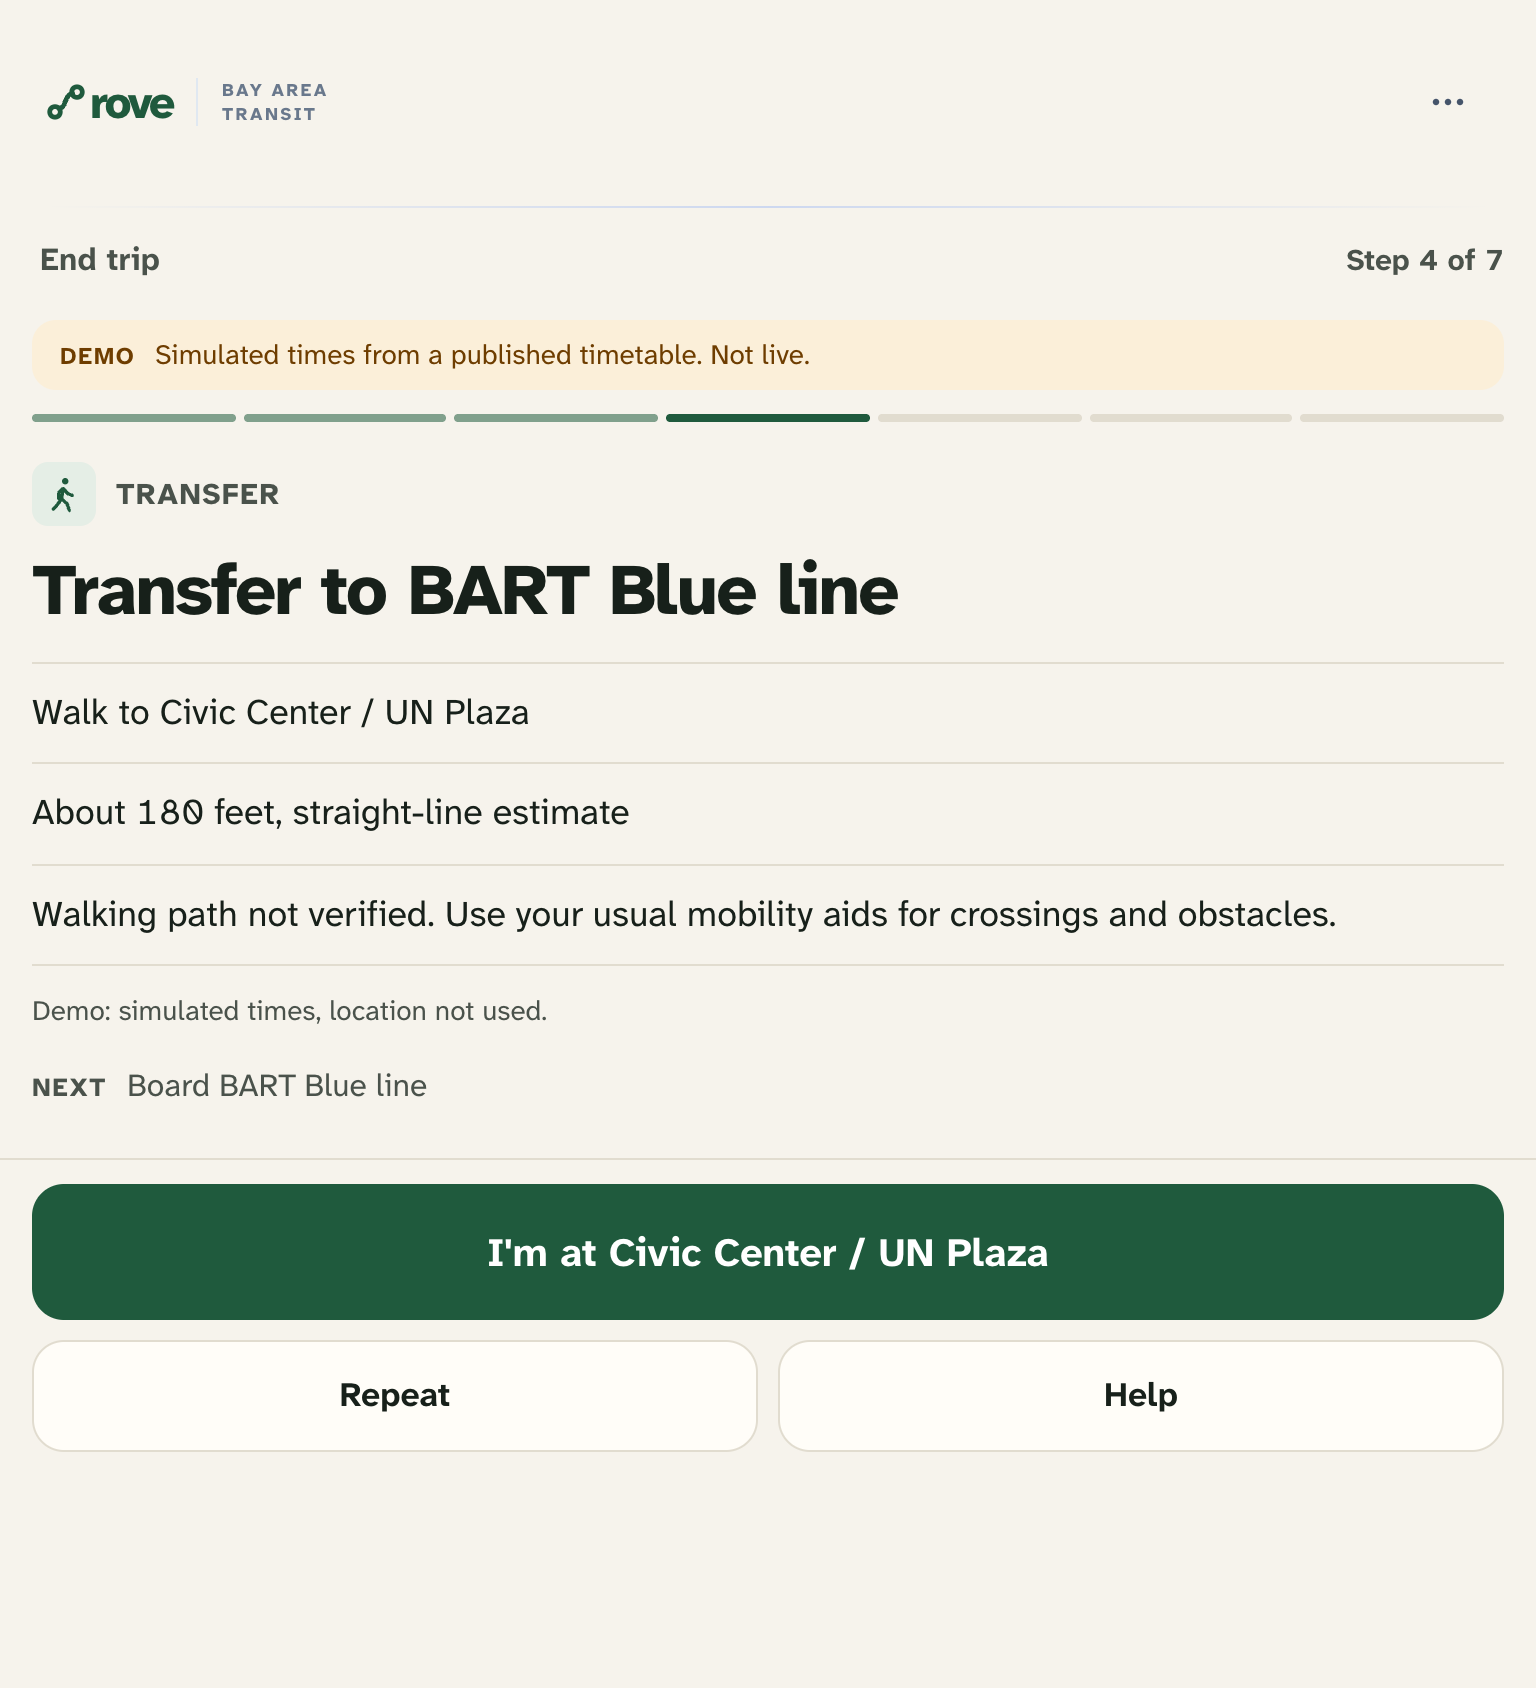 rove
BAY AREA
TRANSIT
End trip
Step 4 of 7
DEMO Simulated times from a published timetable. Not live.
TRANSFER
Transfer to BART Blue line
Walk to Civic Center / UN Plaza
About 180 feet, straight-line estimate
Walking path not verified. Use your usual mobility aids for crossings and obstacles.
Demo: simulated times, location not used.
NEXT Board BART Blue line
I'm at Civic Center / UN Plaza
Repeat
Help